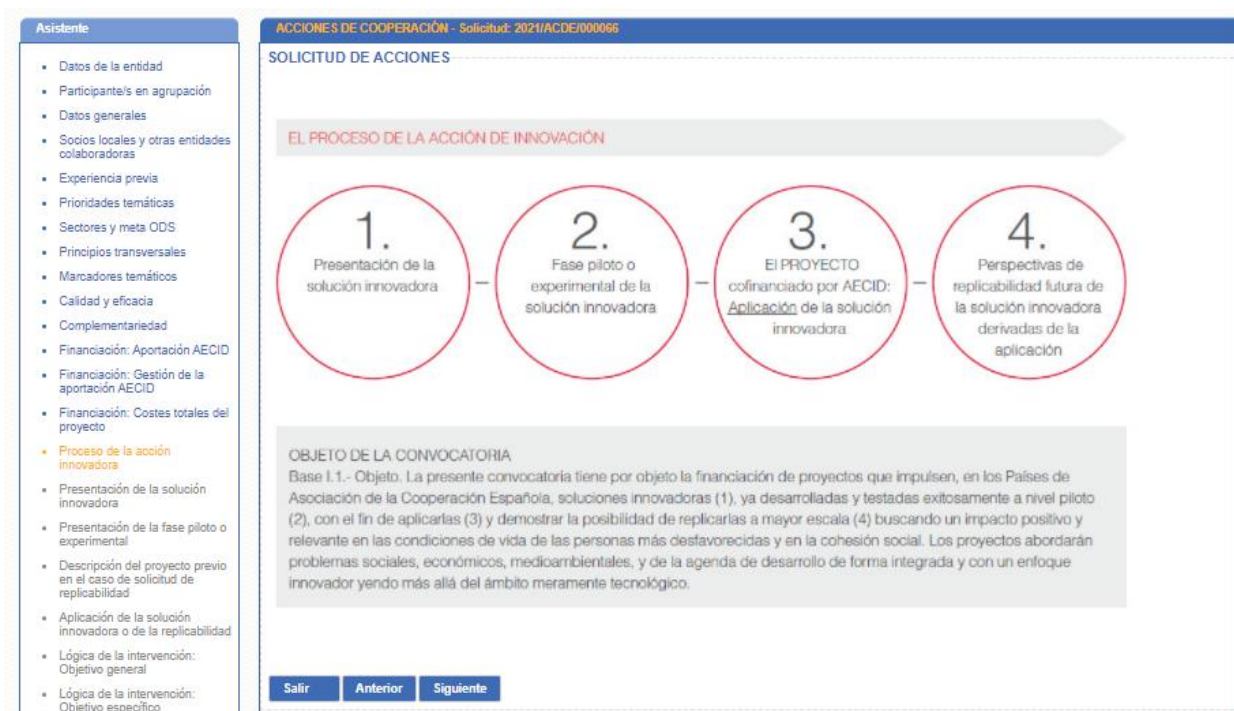 Asistente
Datos de la entidad
Participante/s en agrupación
Datos generales
Socios locales y otras entidades
colaboradoras
Experiencia previa
Prioridades temáticas
Sectores y meta ODS
Principios transversales
Marcadores temáticos
Calidad y eficacia
Complementariedad
Financiación: Aportación AECID
Financiación: Gestión de la
aportación AECID
Financiación: Costes totales del
proyecto
Proceso de la acción
innovadora
Presentación de la solución
innovadora
Presentación de la fase piloto o
experimental
Descripción del proyecto previo
en el caso de solicitud de
replicabilidad
Aplicación de la solución
innovadora o de la replicabilidad
Lógica de la intervención:
Objetivo general
Lógica de la intervención:
Objetivo específico
ACCIONES DE COOPERACIÓN - Solicitud: 2021/ACDE/000066
SOLICITUD DE ACCIONES
EL PROCESO DE LA ACCIÓN DE INNOVACIÓN
1.
Presentación de la
solución innovadora
2.
Fase piloto o
experimental de la
solución innovadora
3.
El PROYECTO
cofinanciado por AECID:
Aplicación de la solución
innovadora
4.
Perspectivas de
replicabilidad futura de
la solución innovadora
derivadas de la
aplicación
OBJETO DE LA CONVOCATORIA
Base I.1.- Objeto. La presente convocatoria tiene por objeto la financiación de proyectos que impulsen, en los Países de
Asociación de la Cooperación Española, soluciones innovadoras (1), ya desarrolladas y testadas exitosamente a nivel piloto
(2), con el fin de aplicarlas (3) y demostrar la posibilidad de replicarlas a mayor escala (4) buscando un impacto positivo y
relevante en las condiciones de vida de las personas más desfavorecidas y en la cohesión social. Los proyectos abordarán
problemas sociales, económicos, medioambientales, y de la agenda de desarrollo de forma integrada y con un enfoque
innovador yendo más allá del ámbito meramente tecnológico.
Salir
Anterior
Siguiente